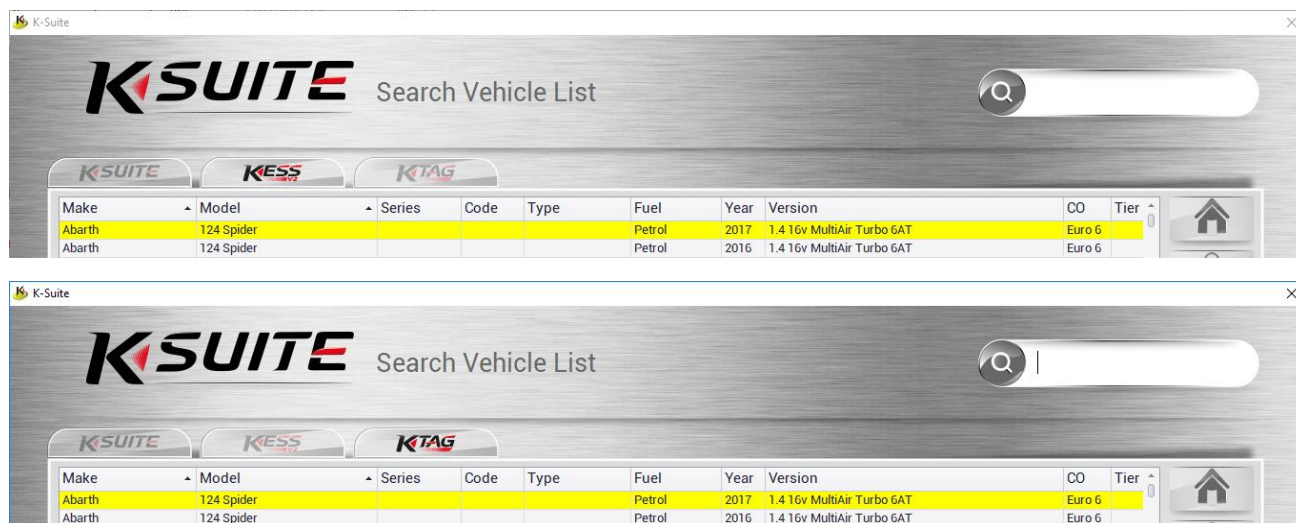 K-Suite
KSUITE Search Vehicle List
KSUITE KESS V2 KTAG
Make Model Series Code Type Fuel Year Version CO Tier
Abarth 124 Spider Petrol 2017 1.4 16v MultiAir Turbo 6AT Euro 6
Abarth 124 Spider Petrol 2016 1.4 16v MultiAir Turbo 6AT Euro 6
K-Suite
KSUITE Search Vehicle List
KSUITE KESS V2 KTAG
Make Model Series Code Type Fuel Year Version CO Tier
Abarth 124 Spider Petrol 2017 1.4 16v MultiAir Turbo 6AT Euro 6
Abarth 124 Spider Petrol 2016 1.4 16v MultiAir Turbo 6AT Euro 6